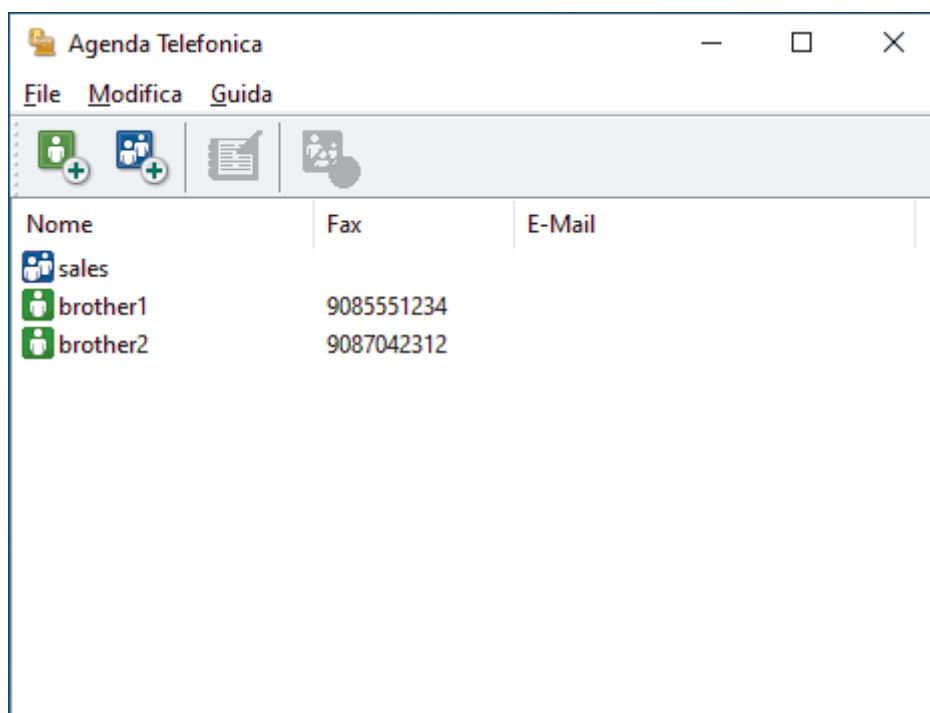 Agenda Telefonica
File Modifica Guida
Nome Fax E-Mail
sales
brother1 9085551234
brother2 9087042312